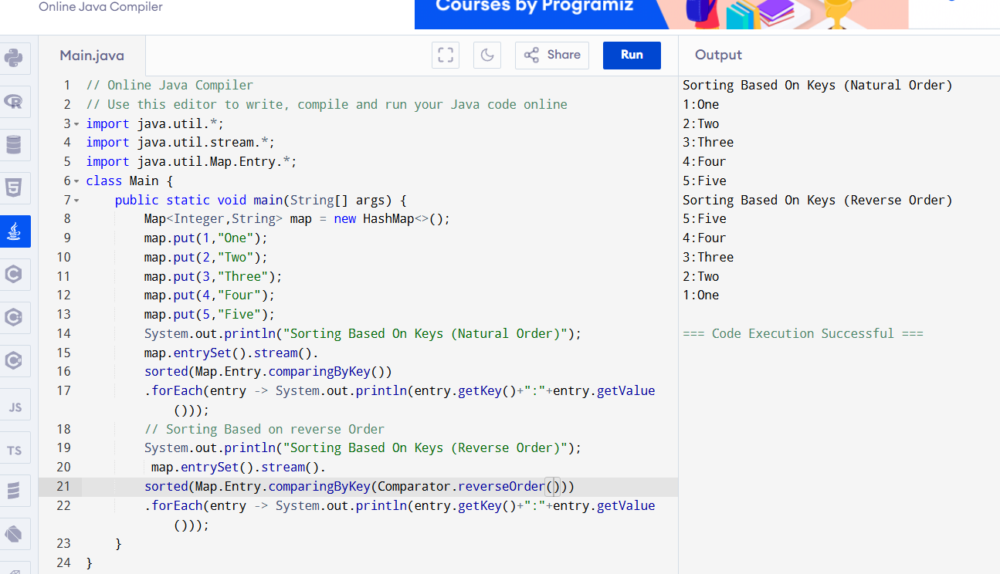 Online Java Compiler
Courses by Programiz
Main.java
Share
Run
Output
1 // Online Java Compiler
2 // Use this editor to write, compile and run your Java code online
3 import java.util.*;
4 import java.util.stream.*;
5 import java.util.Map.Entry.*;
6 class Main {
7 public static void main(String[] args) {
8 Map<Integer,String> map = new HashMap<>();
9 map.put(1,"One");
10 map.put(2,"Two");
11 map.put(3,"Three");
12 map.put(4,"Four");
13 map.put(5,"Five");
14 System.out.println("Sorting Based On Keys (Natural Order)");
15 map.entrySet().stream().
16 sorted(Map.Entry.comparingByKey())
17 .forEach(entry -> System.out.println(entry.getKey()+":"+entry.getValue
()));
18 // Sorting Based on reverse Order
19 System.out.println("Sorting Based On Keys (Reverse Order)");
20 map.entrySet().stream().
21 sorted(Map.Entry.comparingByKey(Comparator.reverseOrder()))
22 .forEach(entry -> System.out.println(entry.getKey()+":"+entry.getValue
()));
23 }
24 }
Sorting Based On Keys (Natural Order)
1:One
2:Two
3:Three
4:Four
5:Five
Sorting Based On Keys (Reverse Order)
5:Five
4:Four
3:Three
2:Two
1:One
=== Code Execution Successful ===
R
5
C
C
C
JS
TS